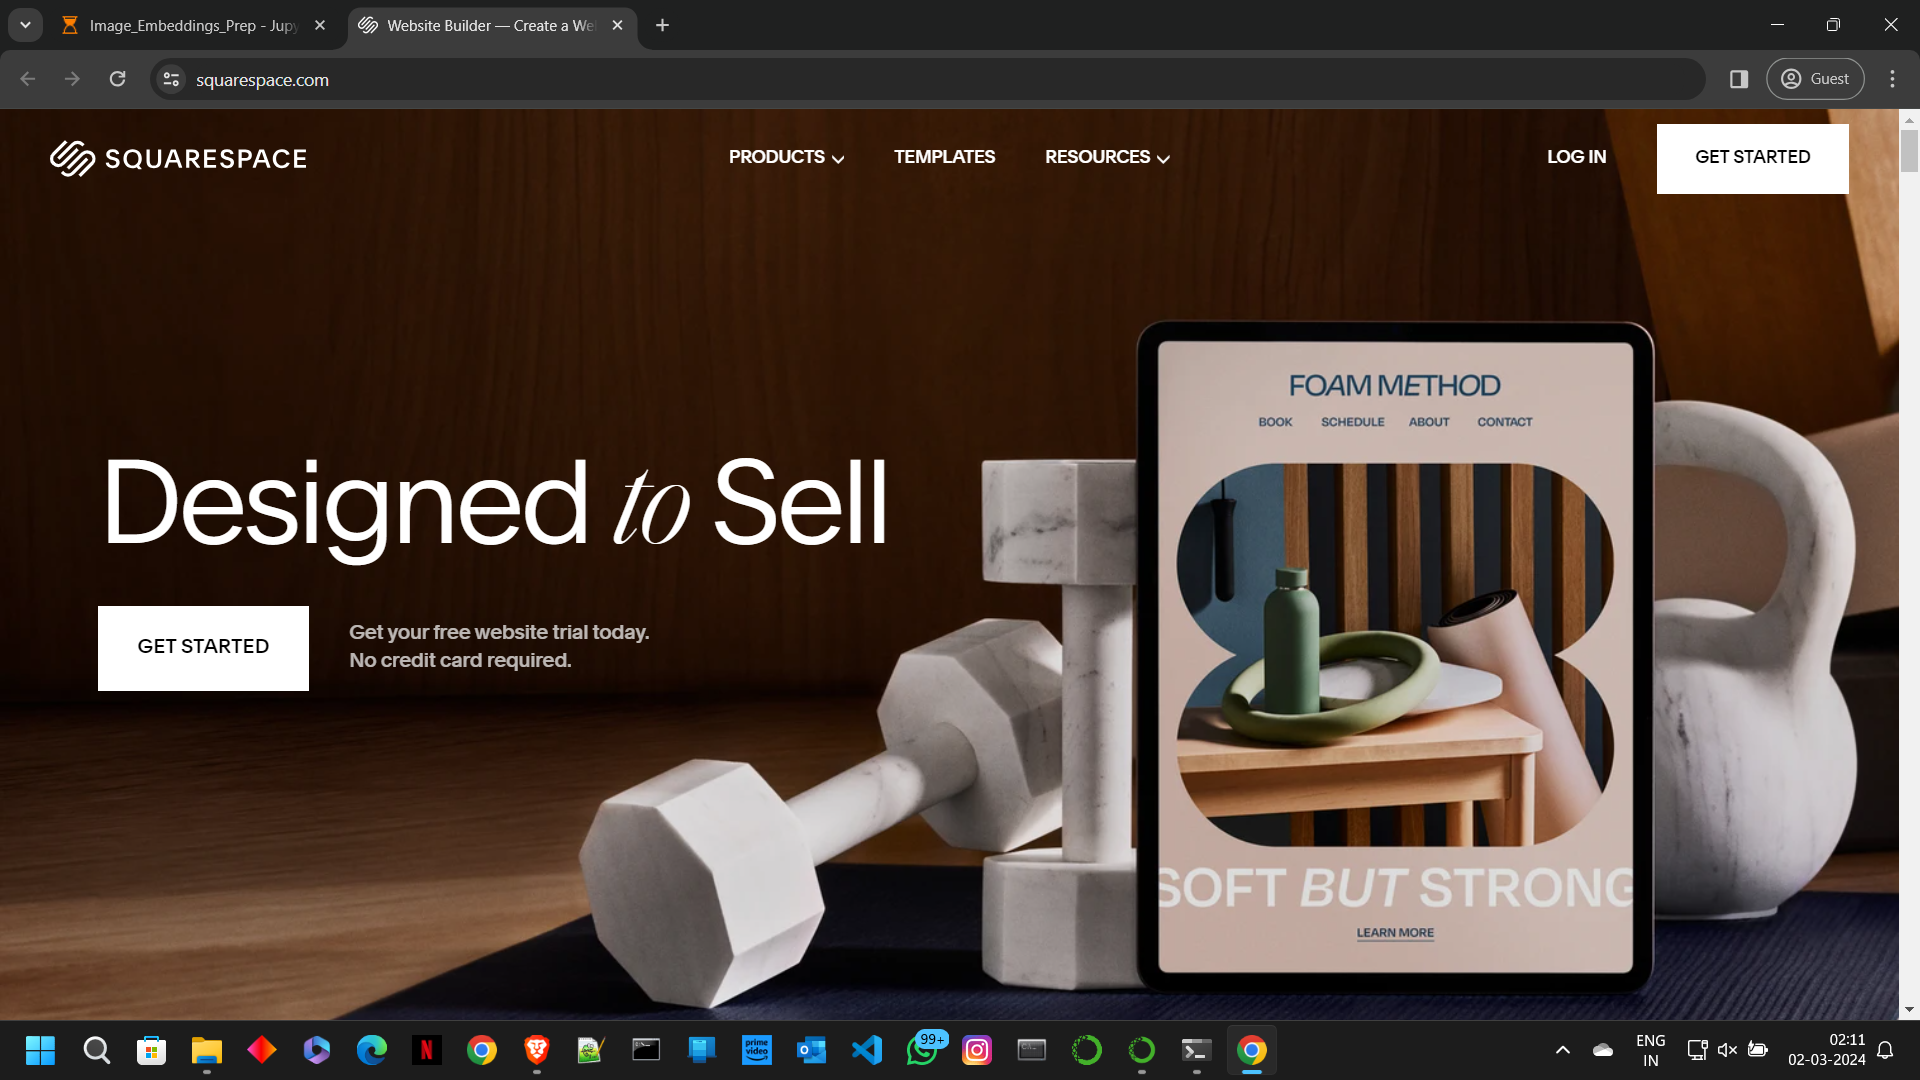 Image_Embeddings_Prep - Jupy
Website Builder — Create a We
squarespace.com
Guest
SQUARESPACE
PRODUCTS
TEMPLATES
RESOURCES
LOG IN
GET STARTED
FOAM METHOD
BOOK SCHEDULE ABOUT CONTACT
Designed to Sell
GET STARTED
Get your free website trial today.
No credit card required.
SOFT BUT STRONG
LEARN MORE
prime
video
99+
ENG
IN
02:11
02-03-2024